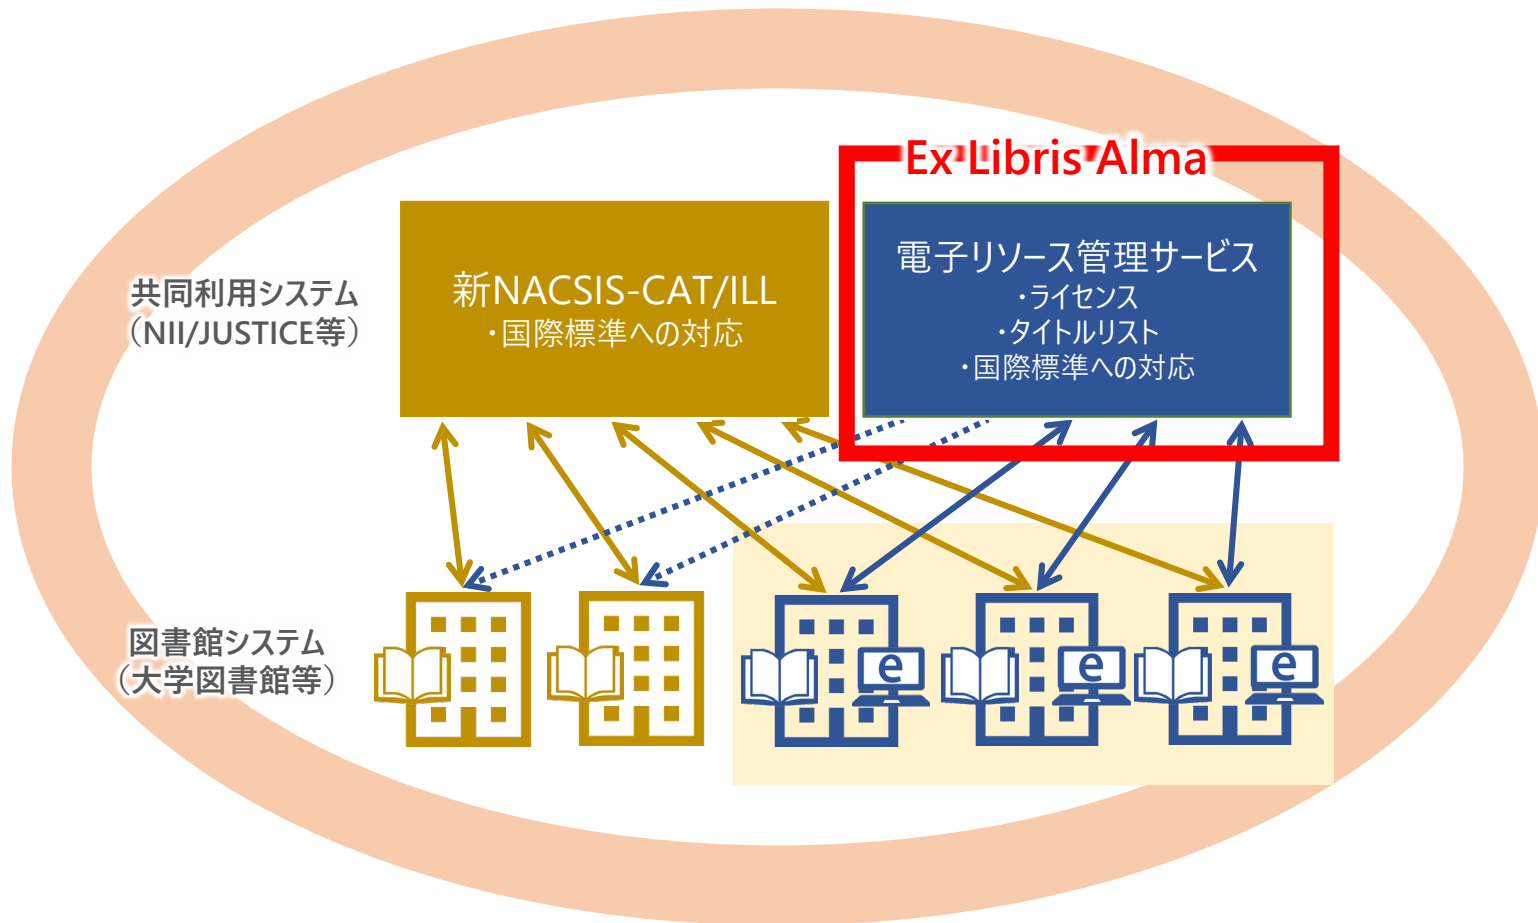 Ex Libris Alma
共同利用システム
（NII/JUSTICE等）
新NACSIS-CAT/ILL
・国際標準への対応
電子リソース管理サービス
・ライセンス
・タイトルリスト
・国際標準への対応
図書館システム
（大学図書館等）
e
e
e